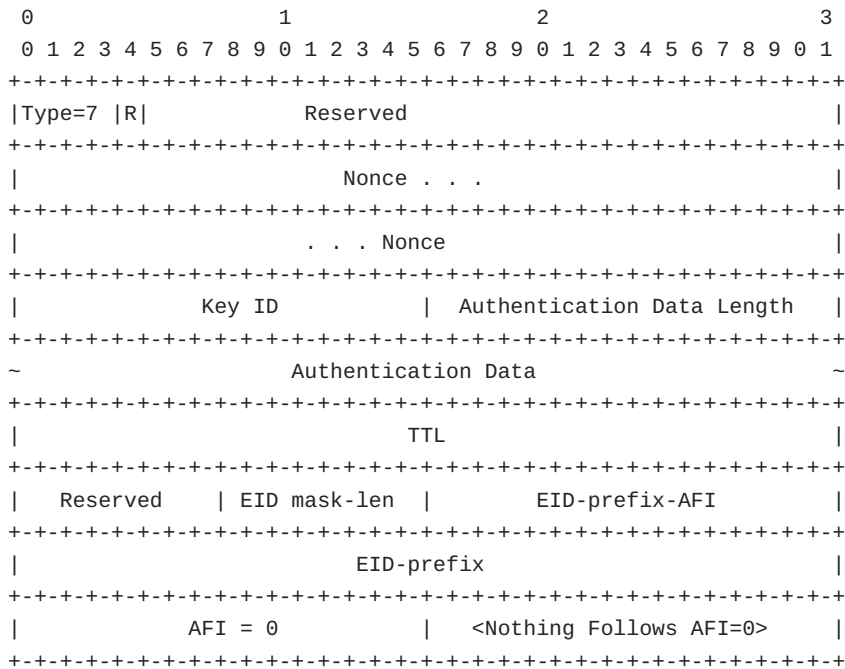 0                   1                   2                   3
 0 1 2 3 4 5 6 7 8 9 0 1 2 3 4 5 6 7 8 9 0 1 2 3 4 5 6 7 8 9 0 1
+-+-+-+-+-+-+-+-+-+-+-+-+-+-+-+-+-+-+-+-+-+-+-+-+-+-+-+-+-+-+-+-+
|Type=7 |R|            Reserved                                 |
+-+-+-+-+-+-+-+-+-+-+-+-+-+-+-+-+-+-+-+-+-+-+-+-+-+-+-+-+-+-+-+-+
|                         Nonce . . .                           |
+-+-+-+-+-+-+-+-+-+-+-+-+-+-+-+-+-+-+-+-+-+-+-+-+-+-+-+-+-+-+-+-+
|                      . . . Nonce                              |
+-+-+-+-+-+-+-+-+-+-+-+-+-+-+-+-+-+-+-+-+-+-+-+-+-+-+-+-+-+-+-+-+
|              Key ID           |  Authentication Data Length   |
+-+-+-+-+-+-+-+-+-+-+-+-+-+-+-+-+-+-+-+-+-+-+-+-+-+-+-+-+-+-+-+-+
~                     Authentication Data                       ~
+-+-+-+-+-+-+-+-+-+-+-+-+-+-+-+-+-+-+-+-+-+-+-+-+-+-+-+-+-+-+-+-+
|                              TTL                              |
+-+-+-+-+-+-+-+-+-+-+-+-+-+-+-+-+-+-+-+-+-+-+-+-+-+-+-+-+-+-+-+-+
|   Reserved    | EID mask-len  |        EID-prefix-AFI         |
+-+-+-+-+-+-+-+-+-+-+-+-+-+-+-+-+-+-+-+-+-+-+-+-+-+-+-+-+-+-+-+-+
|                          EID-prefix                           |
+-+-+-+-+-+-+-+-+-+-+-+-+-+-+-+-+-+-+-+-+-+-+-+-+-+-+-+-+-+-+-+-+
|             AFI = 0           |   <Nothing Follows AFI=0>     |
+-+-+-+-+-+-+-+-+-+-+-+-+-+-+-+-+-+-+-+-+-+-+-+-+-+-+-+-+-+-+-+-+